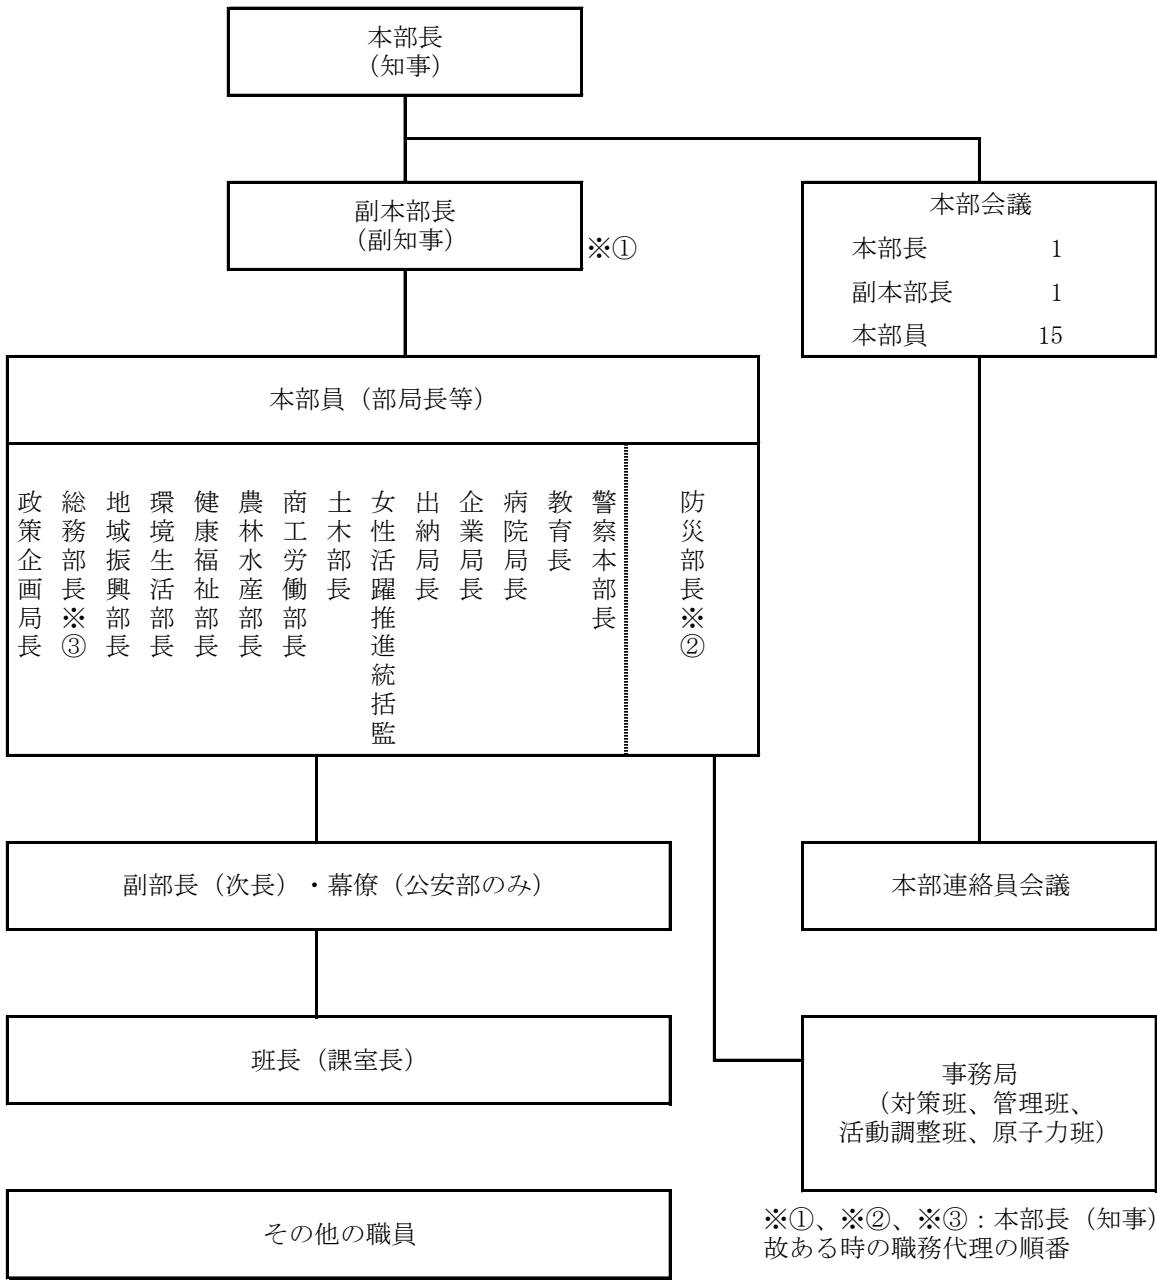 本部長
（知事）
副本部長
（副知事）
※①
本部会議
本部長 1
副本部長 1
本部員 15
本部員（部局長等）
政策企画局長
総務部長※③
地域振興部長
環境生活部長
健康福祉部長
農林水産部長
商工労働部長
土木部長
女性活躍推進統括監
出納局長
企業局長
病院局長
教育長
警察本部長
防災部長※②
副部長（次長）・幕僚（公安部のみ）
本部連絡員会議
班長（課室長）
事務局
（対策班、管理班、
活動調整班、原子力班）
その他の職員
※①、※②、※③：本部長（知事）
故ある時の職務代理の順番